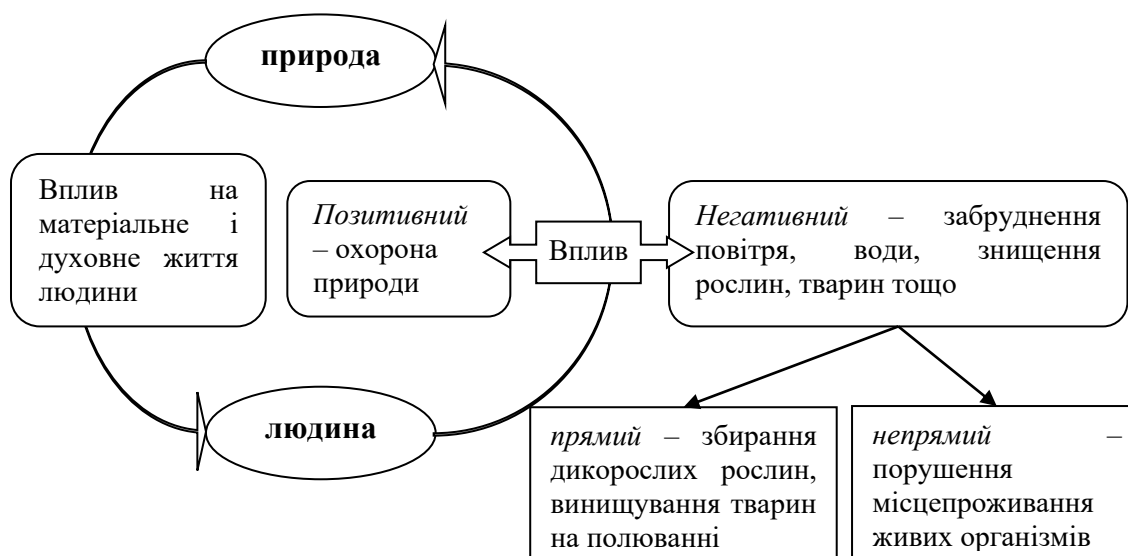 природа
Вплив на
матеріальне і
духовне життя
людини
Позитивний
– охорона
природи
Вплив
Негативний – забруднення
повітря, води, знищення
рослин, тварин тощо
людина
прямий – збирання
дикорослих рослин,
винищування тварин
на полюванні
непрямий –
порушення
місцепроживання
живих організмів